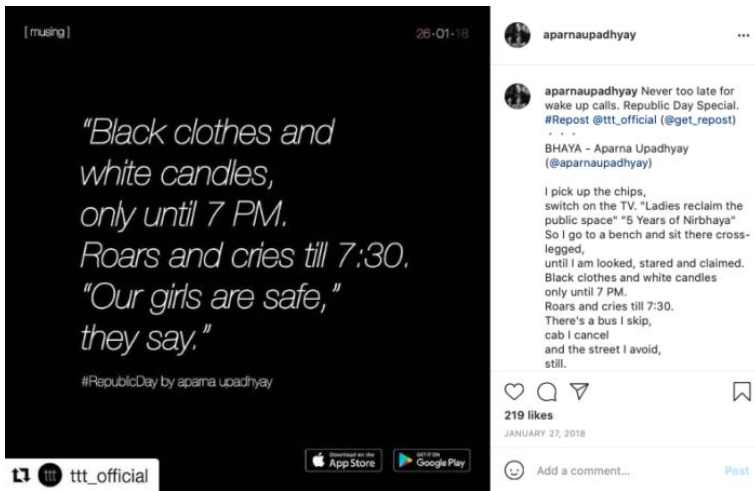 [ musing ]
26-01-18
"Black clothes and
white candles,
only until 7 PM.
Roars and cries till 7:30.
"Our girls are safe,"
they say."
#RepublicDay by aparna upadhyay
Download on the
App Store
GET IT ON
Google Play
ttt
ttt_official
aparnaupadhyay
...
aparnaupadhyay Never too late for
wake up calls. Republic Day Special.
#Repost @ttt_official (@get_repost)
・・・
BHAYA - Aparna Upadhyay
(@aparnaupadhyay)
I pick up the chips,
switch on the TV. "Ladies reclaim the
public space" "5 Years of Nirbhaya"
So I go to a bench and sit there cross-
legged,
until I am looked, stared and claimed.
Black clothes and white candles
only until 7 PM.
Roars and cries till 7:30.
There's a bus I skip,
cab I cancel
and the street I avoid,
still.
219 likes
JANUARY 27, 2018
Add a comment...
Post